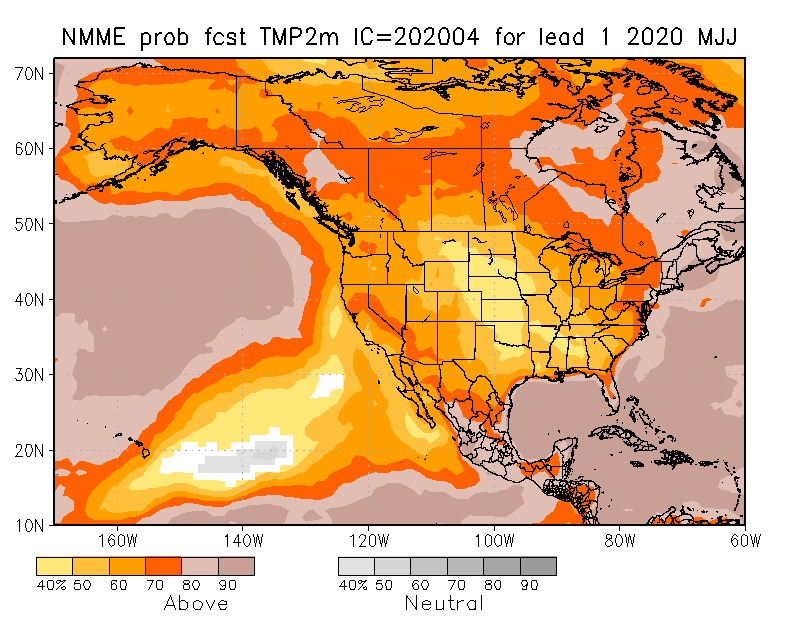 NMME prob fcst TMP2m IC=202004 for lead 1 2020 MJJ
70N
60N
50N
40N
30N
20N
10N
160W 140W 120W 100W 80W 60W
40% 50 60 70 80 90 40% 50 60 70 80 90
Above Neutral